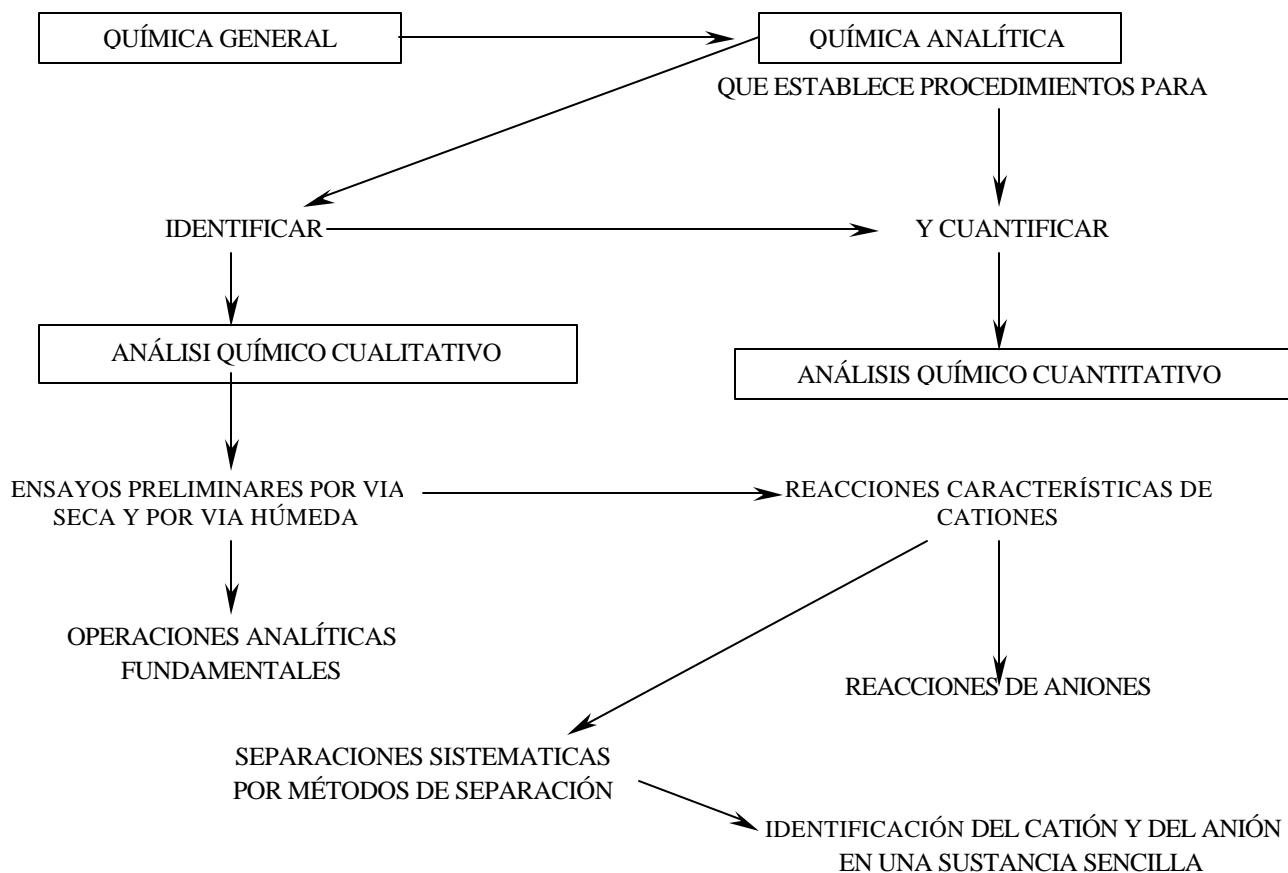 QUÍMICA GENERAL
QUÍMICA ANALÍTICA
QUE ESTABLECE PROCEDIMIENTOS PARA
IDENTIFICAR
Y CUANTIFICAR
ANÁLISI QUÍMICO CUALITATIVO
ANÁLISIS QUÍMICO CUANTITATIVO
ENSAYOS PRELIMINARES POR VIA
SECA Y POR VIA HÚMEDA
REACCIONES CARACTERÍSTICAS DE
CATIONES
OPERACIONES ANALÍTICAS
FUNDAMENTALES
REACCIONES DE ANIONES
SEPARACIONES SISTEMATICAS
POR MÉTODOS DE SEPARACIÓN
IDENTIFICACIÓN DEL CATIÓN Y DEL ANIÓN
EN UNA SUSTANCIA SENCILLA